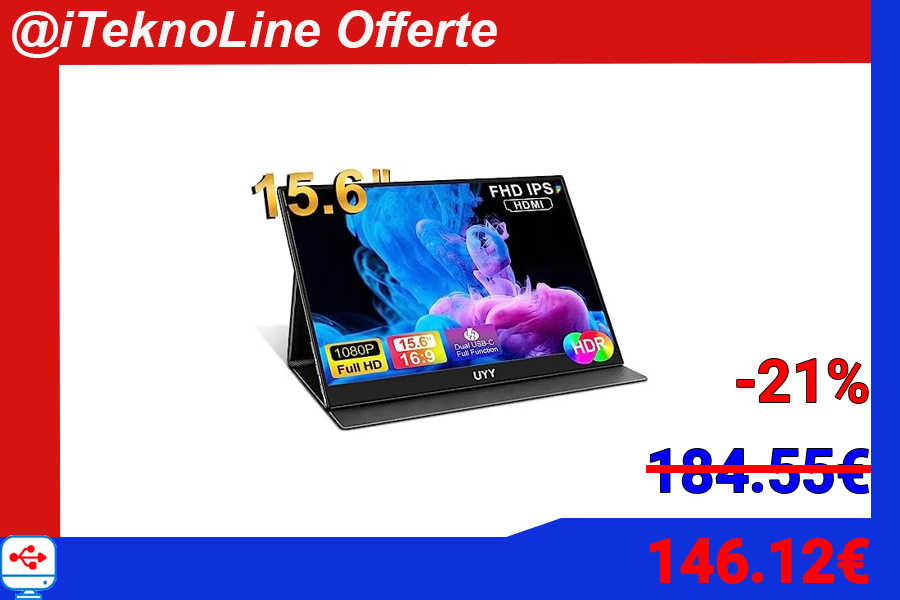 @iTeknoLine Offerte
15.6"
FHD IPS
HDMI
1080P
Full HD
15.6"
16:9
Dual USB-C
Full Function
HDR
UYY
-21%
184.55€
146.12€